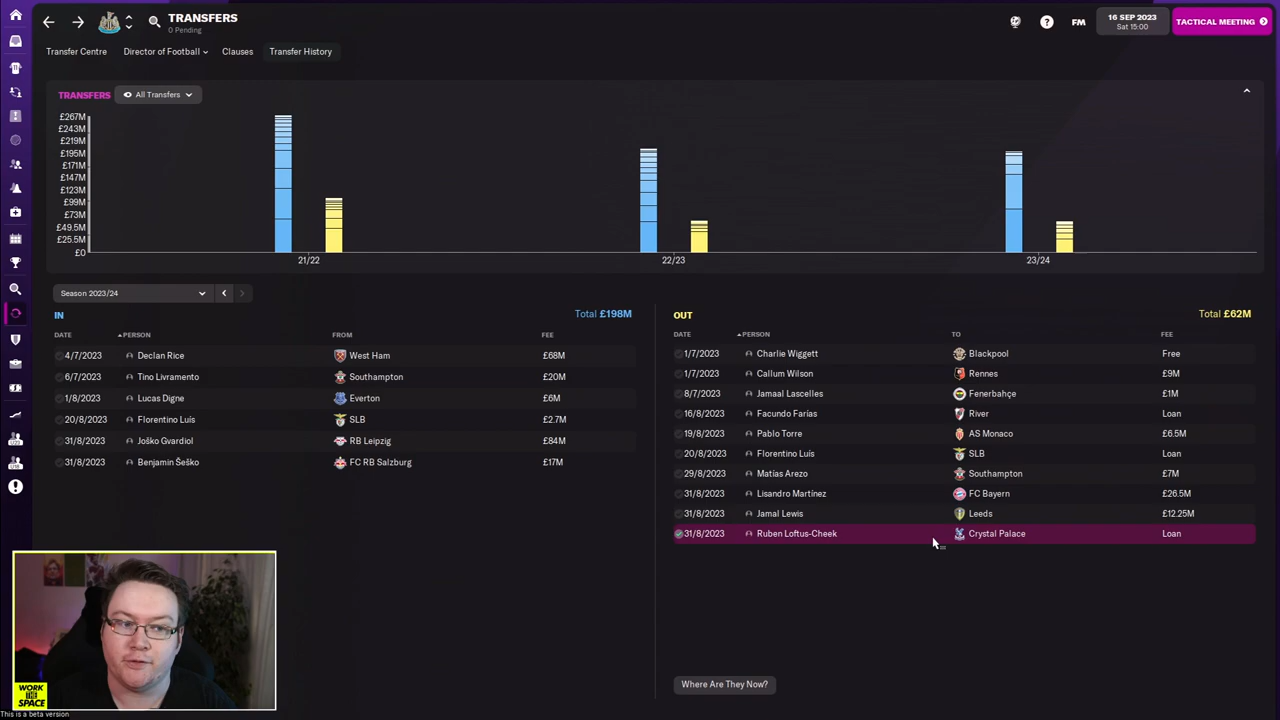 TRANSFERS
0 Pending
FM
16 SEP 2023
Sat 15:00
TACTICAL MEETING
Transfer Centre
Director of Football
Clauses
Transfer History
TRANSFERS
All Transfers
£267M
£243M
£219M
£195M
£171M
£147M
£123M
£99M
£73M
£49.5M
£25.5M
£0
21/22
22/23
23/24
Season 2023/24
IN
Total £198M
DATE PERSON FROM FEE
4/7/2023 Declan Rice West Ham £68M
6/7/2023 Tino Livramento Southampton £20M
1/8/2023 Lucas Digne Everton £6M
20/8/2023 Florentino Luís SLB £2.7M
31/8/2023 Joško Gvardiol RB Leipzig £84M
31/8/2023 Benjamin Šeško FC RB Salzburg £17M
OUT
Total £62M
DATE PERSON TO FEE
1/7/2023 Charlie Wiggett Blackpool Free
1/7/2023 Callum Wilson Rennes £9M
8/7/2023 Jamaal Lascelles Fenerbahçe £1M
16/8/2023 Facundo Farías River Loan
19/8/2023 Pablo Torre AS Monaco £6.5M
20/8/2023 Florentino Luís SLB Loan
29/8/2023 Matías Arezo Southampton £7M
31/8/2023 Lisandro Martínez FC Bayern £26.5M
31/8/2023 Jamal Lewis Leeds £12.25M
31/8/2023 Ruben Loftus-Cheek Crystal Palace Loan
Where Are They Now?
WORK
THE
SPACE
This is a beta version